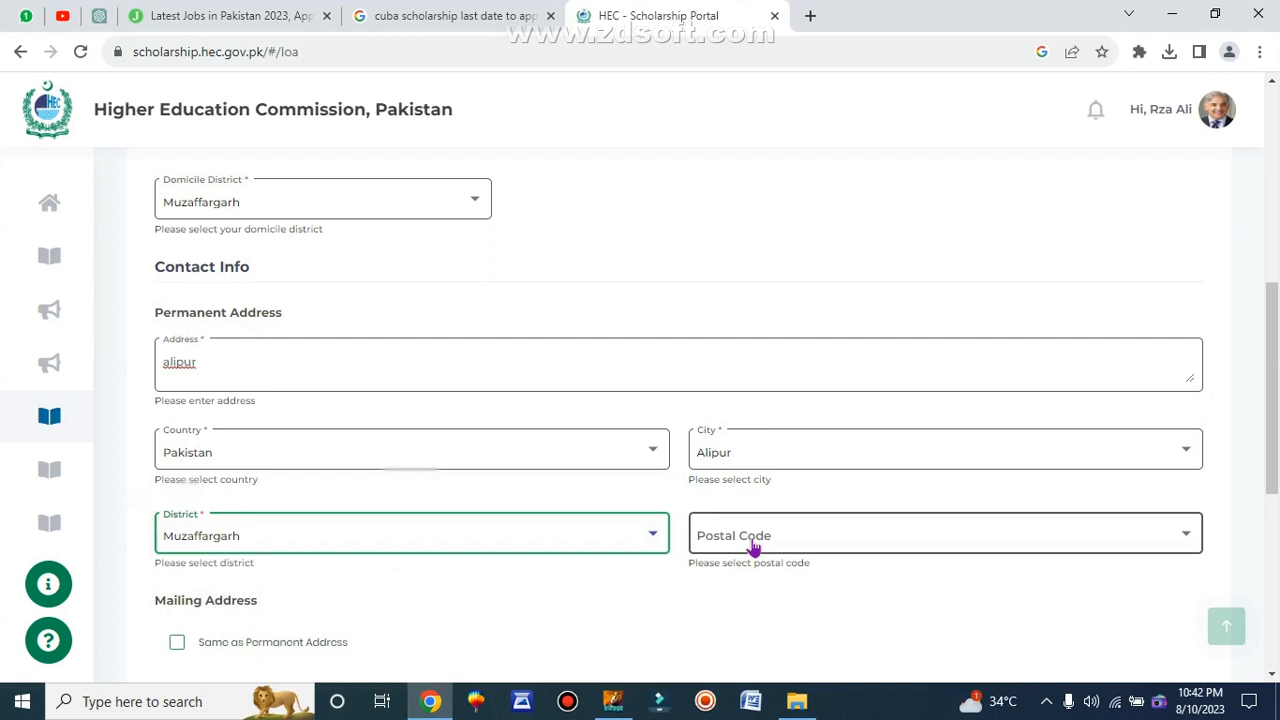 Latest Jobs in Pakistan 2023, App
cuba scholarship last date to app
HEC - Scholarship Portal
www.zdsoft.com
scholarship.hec.gov.pk/#/loa
Higher Education Commission, Pakistan
Hi, Rza Ali
HEC
Domicile District *
Muzaffargarh
Please select your domicile district
Contact Info
Permanent Address
Address *
alipur
Please enter address
Country *
Pakistan
Please select country
City *
Alipur
Please select city
District *
Muzaffargarh
Please select district
Postal Code
Please select postal code
Mailing Address
Same as Permanent Address
Type here to search
1
34°C
10:42 PM
8/10/2023